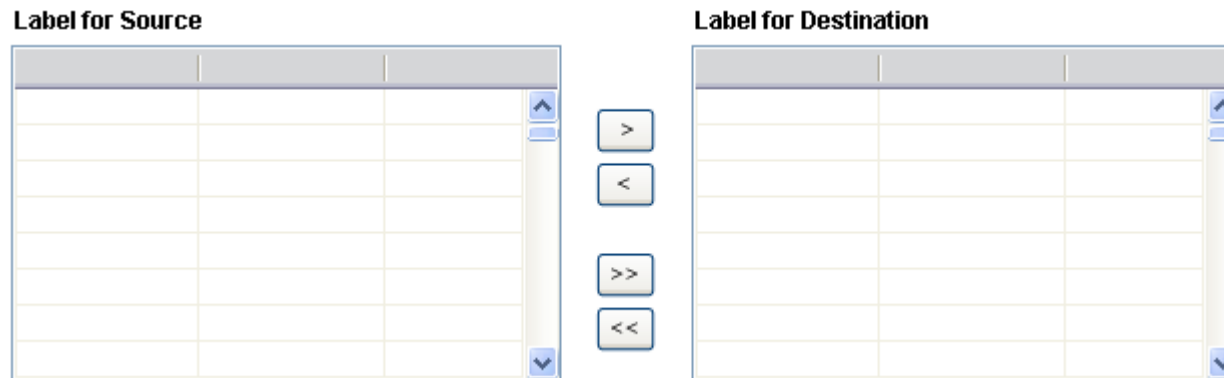 Label for Source
Label for Destination
>
<
>>
<<